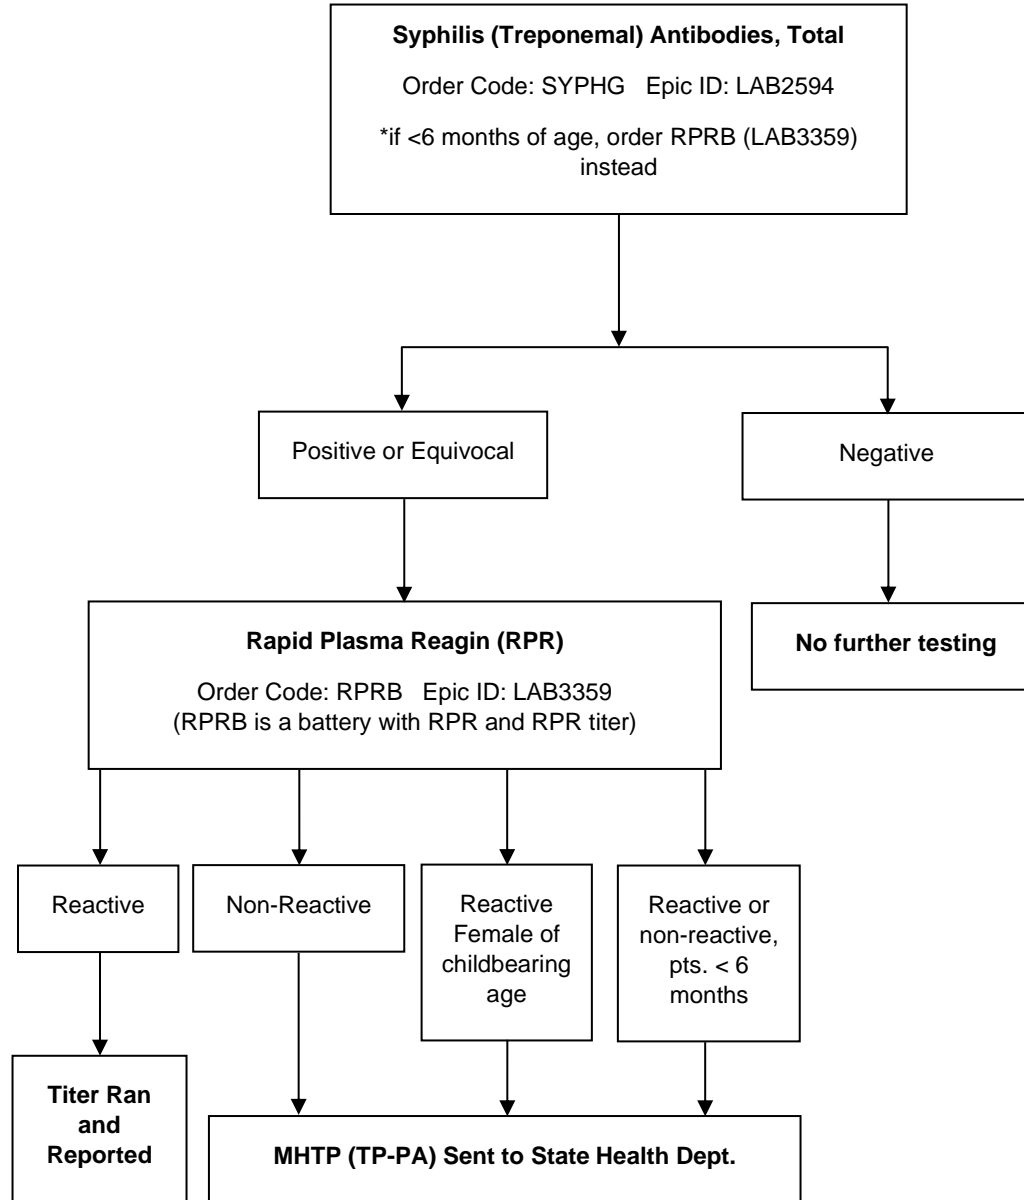 Syphilis (Treponemal) Antibodies, Total
Order Code: SYPHG Epic ID: LAB2594
*if <6 months of age, order RPRB (LAB3359)
instead
Positive or Equivocal
Negative
Rapid Plasma Reagin (RPR)
Order Code: RPRB Epic ID: LAB3359
(RPRB is a battery with RPR and RPR titer)
No further testing
Reactive
Non-Reactive
Reactive
Female of
childbearing
age
Reactive or
non-reactive,
pts. < 6
months
Titer Ran
and
Reported
MHTP (TP-PA) Sent to State Health Dept.